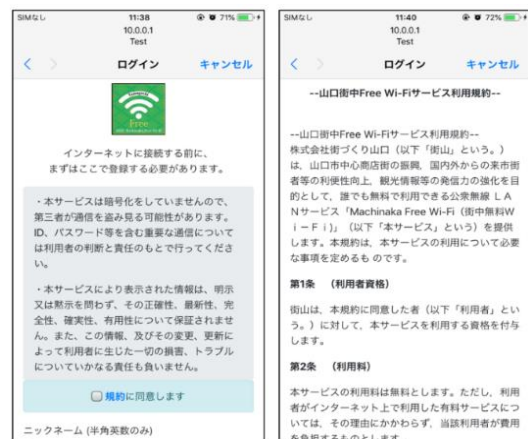 SIMなし 11:38 71%
10.0.0.1
Test
ログイン キャンセル
Free
インターネットに接続する前に、
まずはここで登録する必要があります。
・本サービスは暗号化をしていませんので、
第三者が通信を盗み見る可能性があります。
ID、パスワード等を含む重要な通信について
は利用者の判断と責任のもとで行ってくださ
い。
・本サービスにより表示された情報は、明示
又は黙示を問わず、その正確性、最新性、完
全性、確実性、有用性について保証されませ
ん。また、この情報、及びその変更、更新に
よって利用者に生じた一切の損害、トラブル
についていかなる責任も負いません。
規約に同意します
ニックネーム (半角英数のみ)
SIMなし 11:40 72%
10.0.0.1
Test
ログイン キャンセル
--山口街中Free Wi-Fiサービス利用規約--
--山口街中Free Wi-Fiサービス利用規約--
株式会社街づくり山口（以下「街山」という。）
は、山口市中心商店街の振興、国内外からの来市街
者等の利便性向上、観光情報等の発信力の強化を目
的として、誰でも無料で利用できる公衆無線ＬＡ
Ｎサービス「Machinaka Free Wi-Fi（街中無料Ｗ
ｉ－Ｆｉ)」（以下「本サービス」という）を提供
します。本規約は、本サービスの利用について必要
な事項を定めるものです。
第1条 （利用者資格）
街山は、本規約に同意した者（以下「利用者」とい
う。）に対して、本サービスを利用する資格を付与
します。
第2条 （利用料）
本サービスの利用料は無料とします。ただし、利用
者がインターネット上で利用した有料サービスにつ
いては、その理由にかかわらず、当該利用者が費用
を負担するものとします。